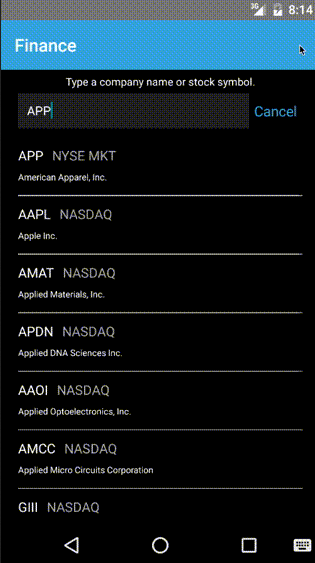 3G 8:14
Finance
Type a company name or stock symbol.
APP Cancel
APP NYSE MKT
American Apparel, Inc.
AAPL NASDAQ
Apple Inc.
AMAT NASDAQ
Applied Materials, Inc.
APDN NASDAQ
Applied DNA Sciences Inc.
AAOI NASDAQ
Applied Optoelectronics, Inc.
AMCC NASDAQ
Applied Micro Circuits Corporation
GIII NASDAQ